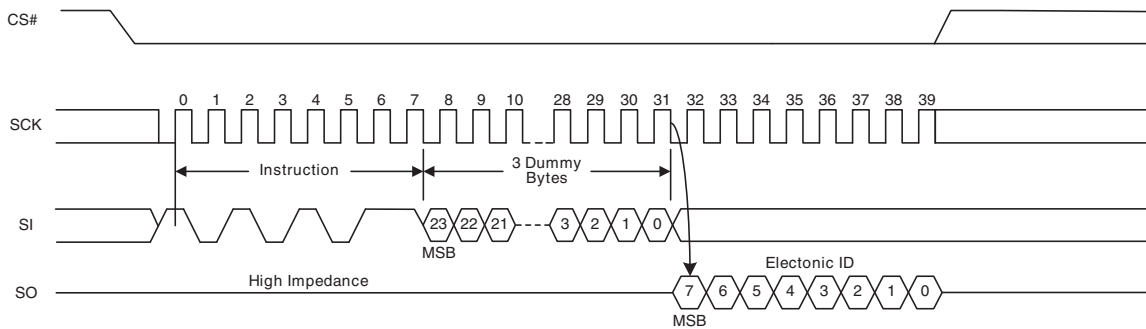 CS#
0 1 2 3 4 5 6 7 8 9 10 28 29 30 31 32 33 34 35 36 37 38 39
SCK
Instruction
3 Dummy
Bytes
SI
23 22 21 3 2 1 0
MSB
High Impedance
Electonic ID
SO
7 6 5 4 3 2 1 0
MSB